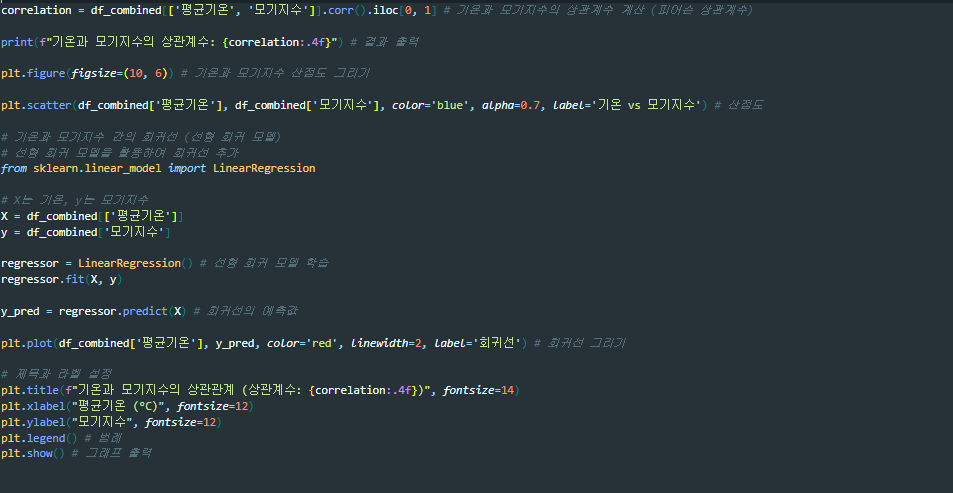 correlation = df_combined[['평균기온', '모기지수']].corr().iloc[0, 1] # 기온과 모기지수의 상관계수 계산 (피어슨 상관계수)
print(f"기온과 모기지수의 상관계수: {correlation:.4f}") # 결과 출력
plt.figure(figsize=(10, 6)) # 기온과 모기지수 산점도 그리기
plt.scatter(df_combined['평균기온'], df_combined['모기지수'], color='blue', alpha=0.7, label='기온 vs 모기지수') # 산점도
# 기온과 모기지수 간의 회귀선 (선형 회귀 모델)
# 선형 회귀 모델을 활용하여 회귀선 추가
from sklearn.linear_model import LinearRegression
# X는 기온, y는 모기지수
X = df_combined[['평균기온']]
y = df_combined['모기지수']
regressor = LinearRegression() # 선형 회귀 모델 학습
regressor.fit(X, y)
y_pred = regressor.predict(X) # 회귀선의 예측값
plt.plot(df_combined['평균기온'], y_pred, color='red', linewidth=2, label='회귀선') # 회귀선 그리기
# 제목과 라벨 설정
plt.title(f"기온과 모기지수의 상관관계 (상관계수: {correlation:.4f})", fontsize=14)
plt.xlabel("평균기온 (°C)", fontsize=12)
plt.ylabel("모기지수", fontsize=12)
plt.legend() # 범례
plt.show() # 그래프 출력